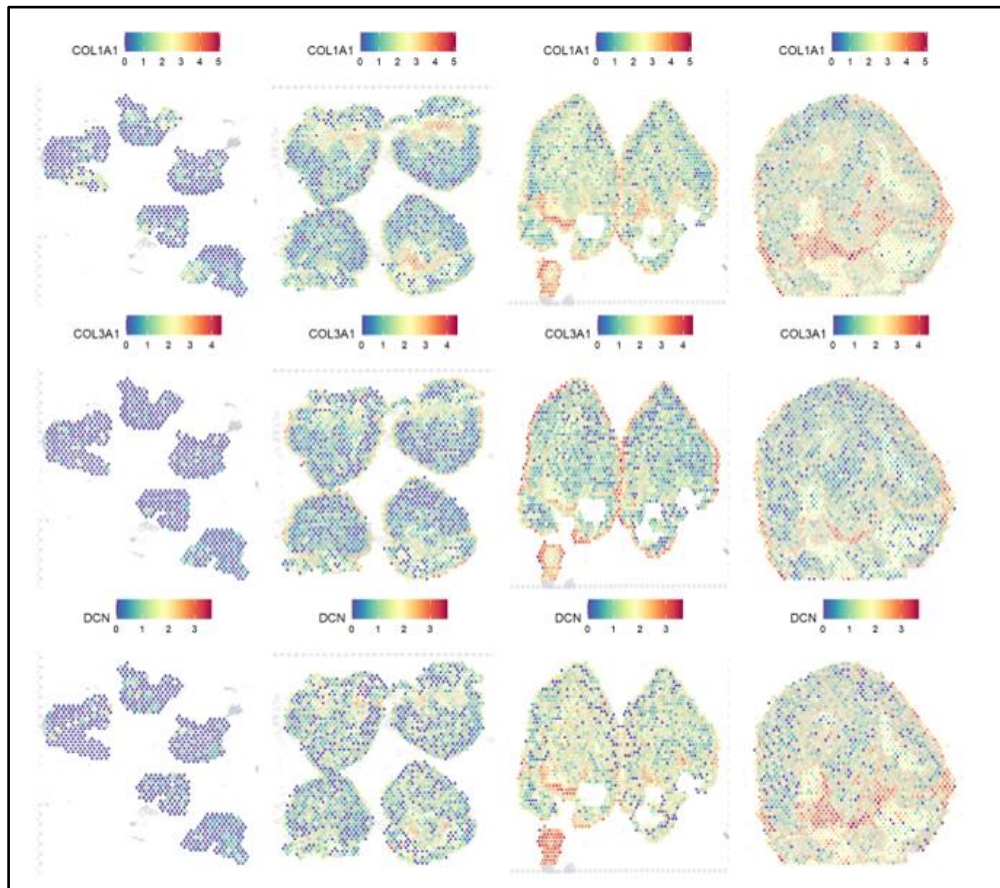 COL1A1 COL1A1 COL1A1 COL1A1
0 1 2 3 4 5 0 1 2 3 4 5 0 1 2 3 4 5 0 1 2 3 4 5
COL3A1 COL3A1 COL3A1 COL3A1
0 1 2 3 4 0 1 2 3 4 0 1 2 3 4 0 1 2 3 4
DCN DCN DCN DCN
0 1 2 3 0 1 2 3 0 1 2 3 0 1 2 3